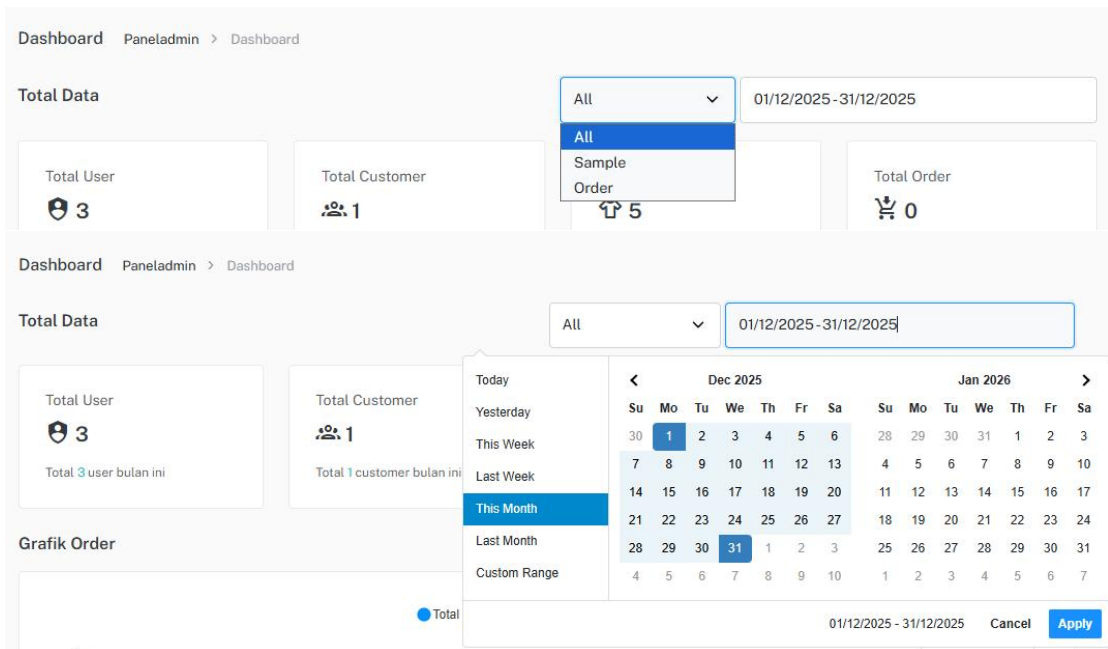 Dashboard Paneladmin > Dashboard
Total Data
All
01/12/2025 - 31/12/2025
All
Sample
Order
Total User
3
Total Customer
1
5
Total Order
0
Dashboard Paneladmin > Dashboard
Total Data
All
01/12/2025 - 31/12/2025
Total User
3
Total 3 user bulan ini
Total Customer
1
Total 1 customer bulan ini
Grafik Order
Total
Today
Yesterday
This Week
Last Week
This Month
Last Month
Custom Range
Dec 2025
Su Mo Tu We Th Fr Sa
30 1 2 3 4 5 6
7 8 9 10 11 12 13
14 15 16 17 18 19 20
21 22 23 24 25 26 27
28 29 30 31 1 2 3
4 5 6 7 8 9 10
Jan 2026
Su Mo Tu We Th Fr Sa
28 29 30 31 1 2 3
4 5 6 7 8 9 10
11 12 13 14 15 16 17
18 19 20 21 22 23 24
25 26 27 28 29 30 31
1 2 3 4 5 6 7
01/12/2025 - 31/12/2025 Cancel Apply